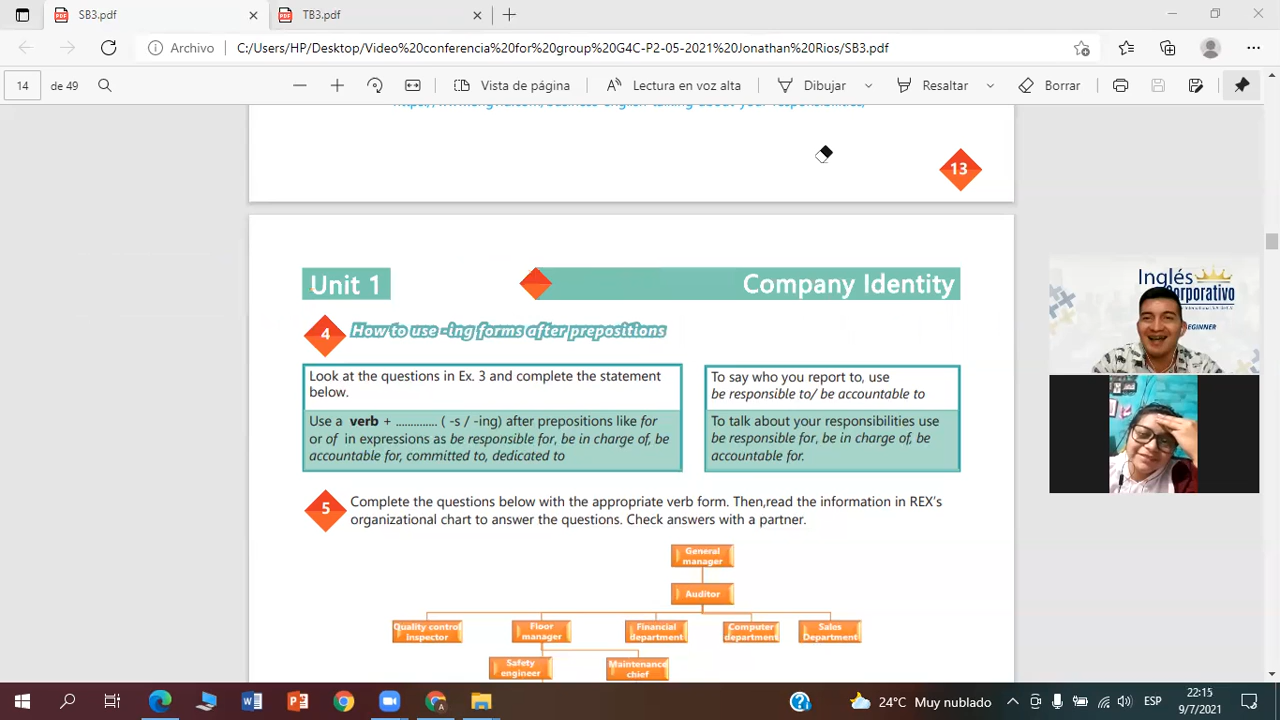 SB3.pdf
TB3.pdf
Archivo
C:/Users/HP/Desktop/Video%20conferencia%20for%20group%20G4C-P2-05-2021%20Jonathan%20Rios/SB3.pdf
14
de 49
Vista de página
Lectura en voz alta
Dibujar
Resaltar
Borrar
13
Unit 1
Company Identity
4
How to use -ing forms after prepositions
Look at the questions in Ex. 3 and complete the statement
below.
Use a verb + .............. ( -s / -ing) after prepositions like for
or of in expressions as be responsible for, be in charge of, be
accountable for, committed to, dedicated to
To say who you report to, use
be responsible to/ be accountable to
To talk about your responsibilities use
be responsible for, be in charge of, be
accountable for.
5
Complete the questions below with the appropriate verb form. Then,read the information in REX's
organizational chart to answer the questions. Check answers with a partner.
General
manager
Auditor
Quality control
inspector
Floor
manager
Financial
department
Computer
department
Sales
Department
Safety
engineer
Maintenance
chief
Inglés
Corporativo
24°C Muy nublado
ESP
22:15
9/7/2021